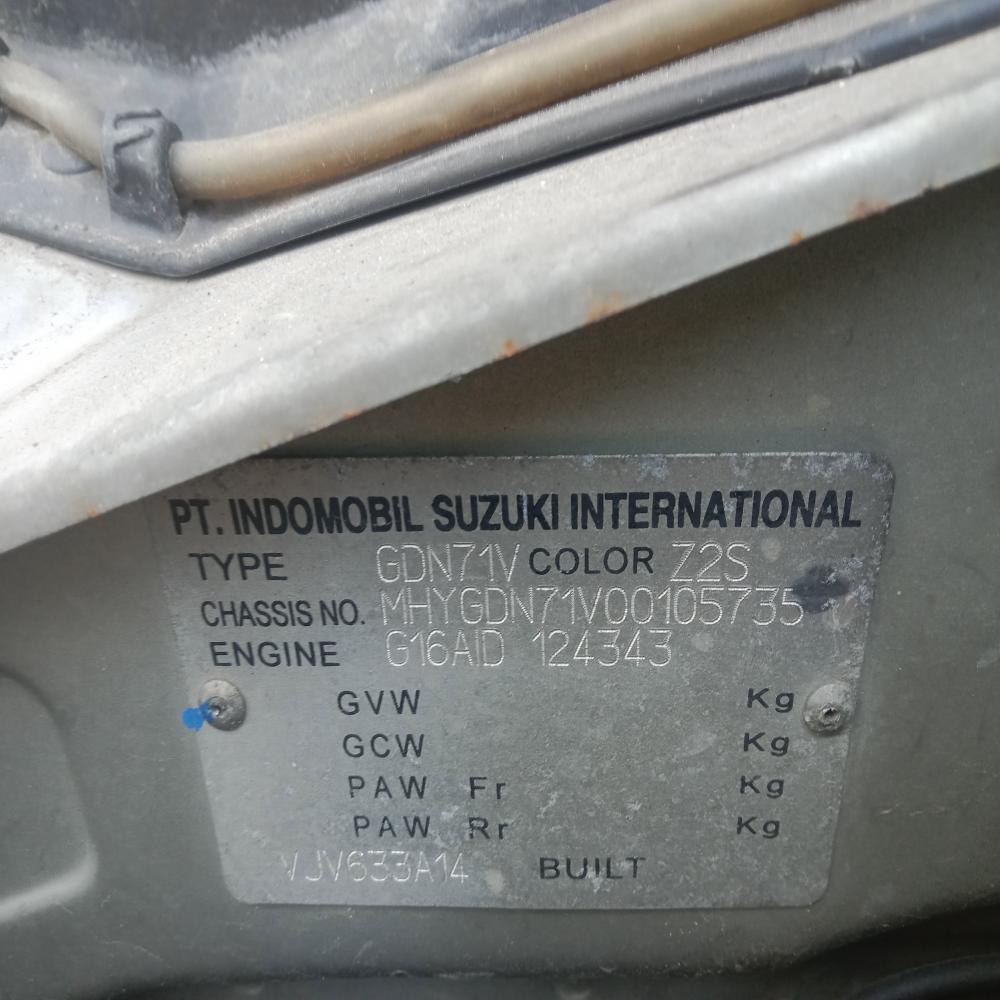 PT. INDOMOBIL SUZUKI INTERNATIONAL
TYPE GDN71V COLOR Z2S
CHASSIS NO. MHYGDN71V00105735
ENGINE G16AID 124343
GVW Kg
GCW Kg
PAW Fr Kg
PAW Rr Kg
VJV633A14 BUILT